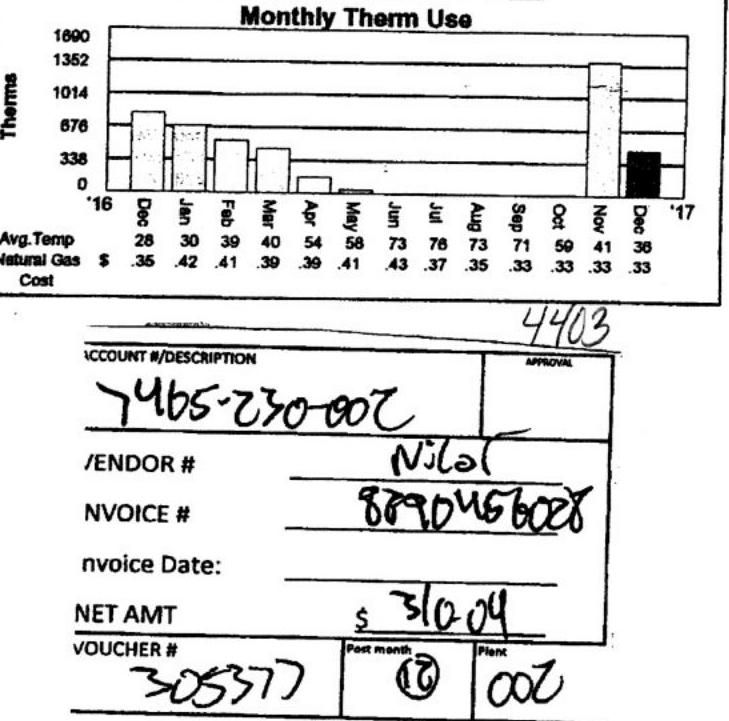 Monthly Therm Use
Therms
1690
1352
1014
676
338
0
'16 Dec Jan Feb Mar Apr May Jun Jul Aug Sep Oct Nov Dec '17
Avg.Temp 28 30 39 40 54 58 73 76 73 71 59 41 36
Natural Gas $ .35 .42 .41 .39 .39 .41 .43 .37 .35 .33 .33 .33 .33
Cost
4403
ACCOUNT #/DESCRIPTION APPROVAL
7465-230-002
VENDOR # Nilar
NVOICE # 8890456028
nvoice Date:
NET AMT $ 310.04
VOUCHER # Post month Plant
305377 12 002